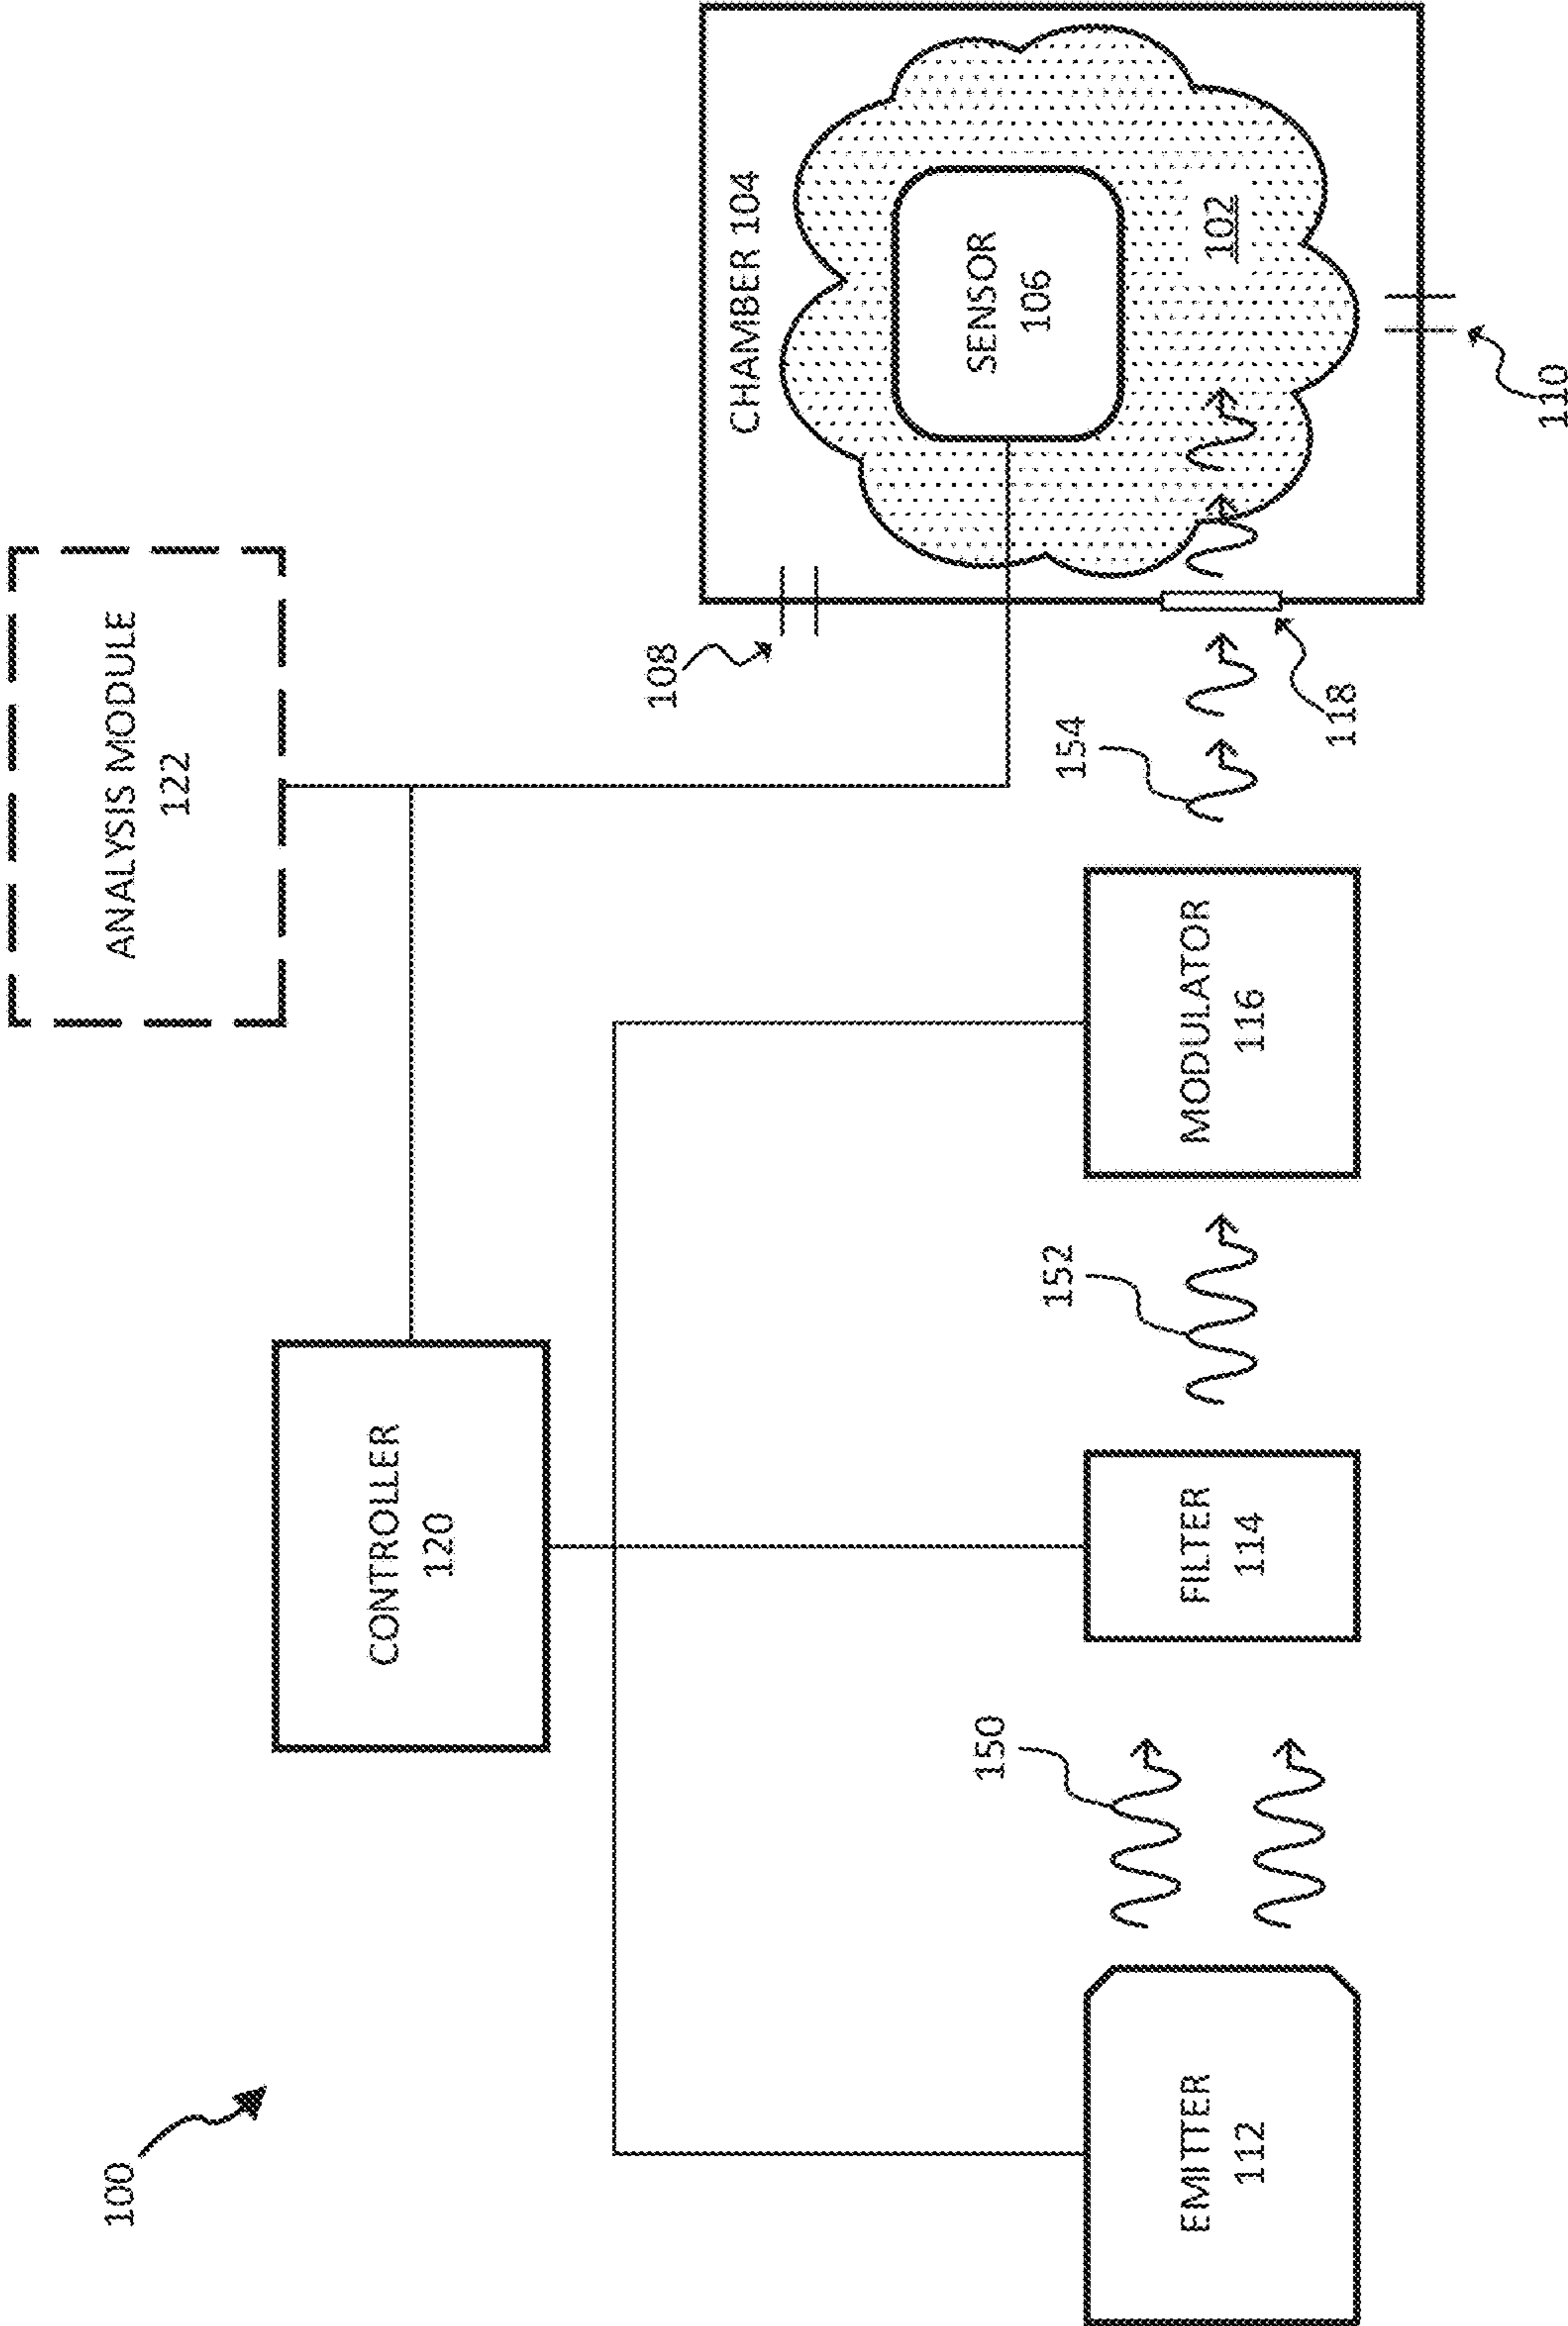 100
ANALYSIS MODULE
122
CONTROLLER
120
CHAMBER 104
108
SENSOR
106
102
150
152
154
118
110
EMITTER
112
FILTER
114
MODULATOR
116